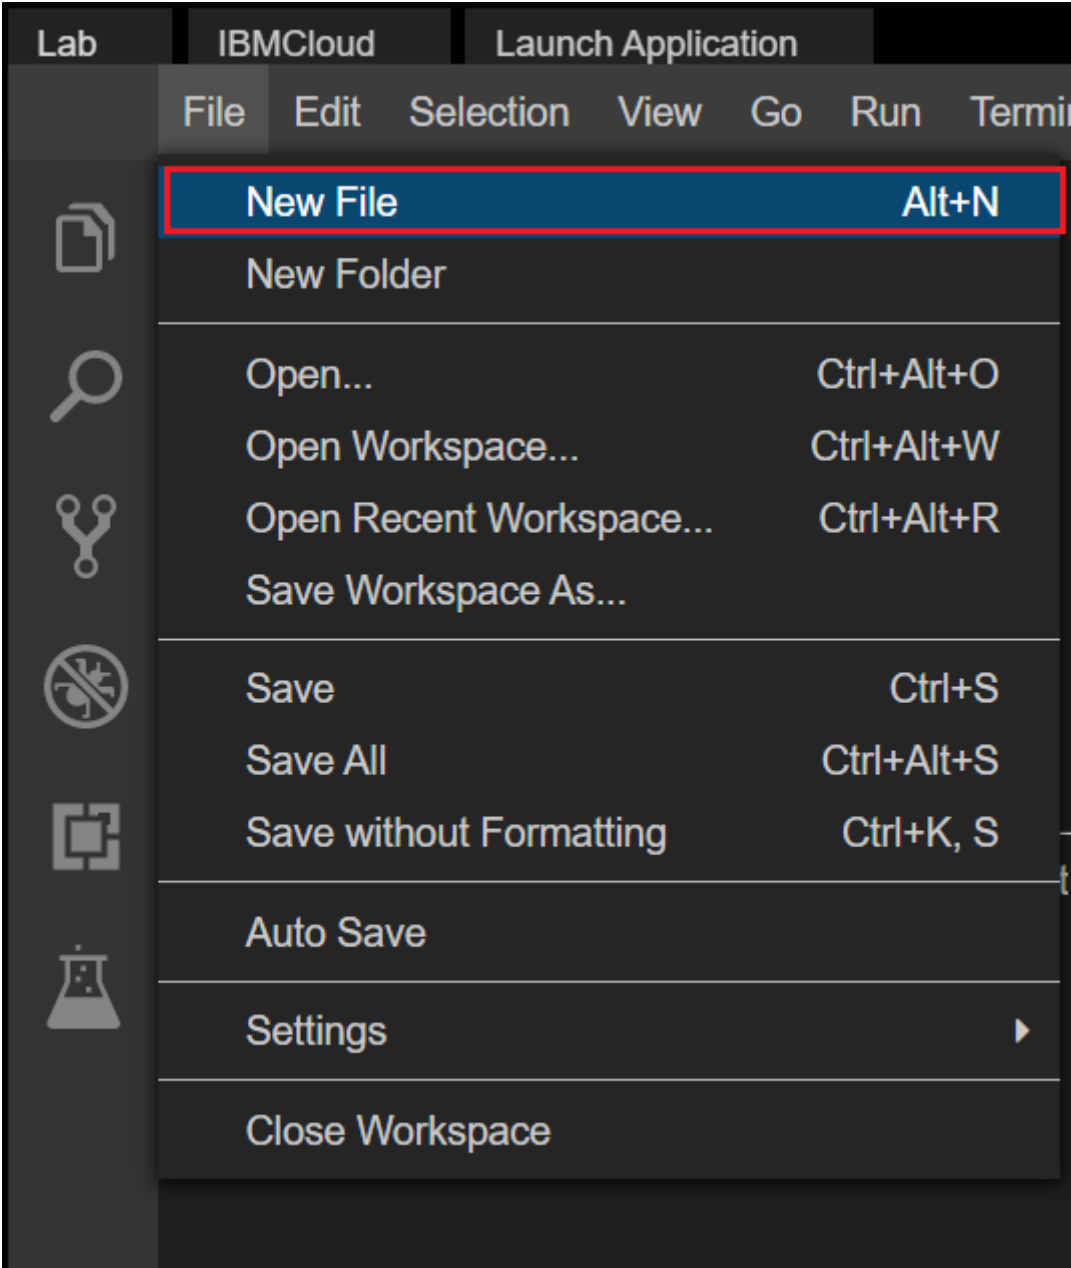 Lab IBMCloud Launch Application
File Edit Selection View Go Run
New File Alt+N
New Folder
Open... Ctrl+Alt+O
Open Workspace... Ctrl+Alt+W
Open Recent Workspace... Ctrl+Alt+R
Save Workspace As...
Save Ctrl+S
Save All Ctrl+Alt+S
Save without Formatting Ctrl+K, S
Auto Save
Settings
Close Workspace